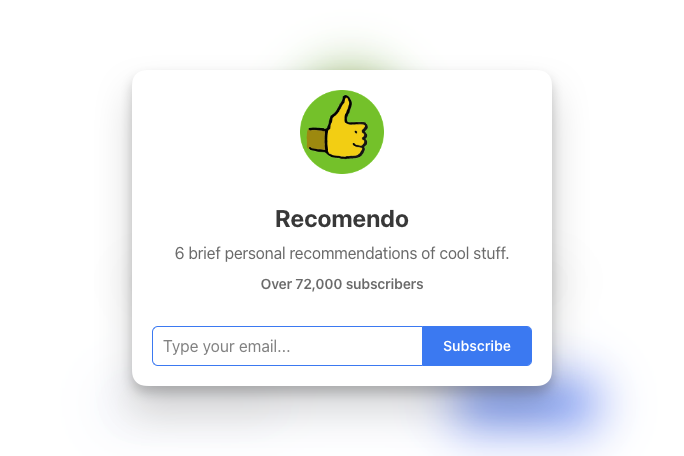 Recomendo
6 brief personal recommendations of cool stuff.
Over 72,000 subscribers
Type your email...
Subscribe